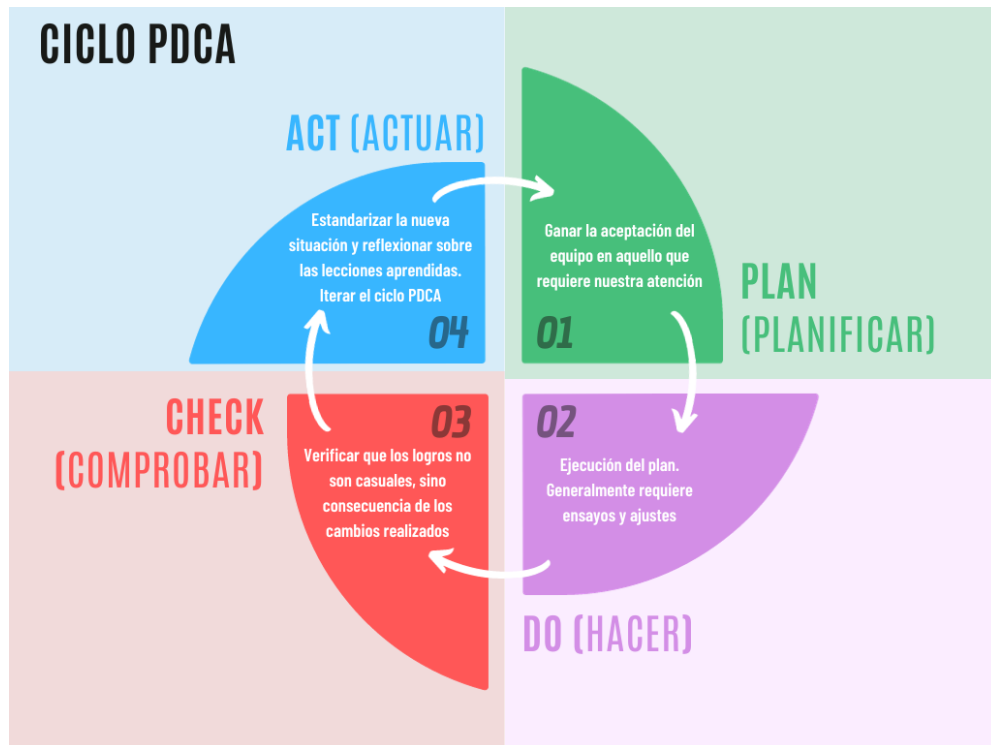 CICLO PDCA
ACT (ACTUAR)
Estandarizar la nueva
situación y reflexionar sobre
las lecciones aprendidas.
Iterar el ciclo PDCA
04
Ganar la aceptación del
equipo en aquello que
requiere nuestra atención
01
PLAN
(PLANIFICAR)
CHECK
(COMPROBAR)
03
Verificar que los logros no
son casuales, sino
consecuencia de los
cambios realizados
02
Ejecución del plan.
Generalmente requiere
ensayos y ajustes
DO (HACER)